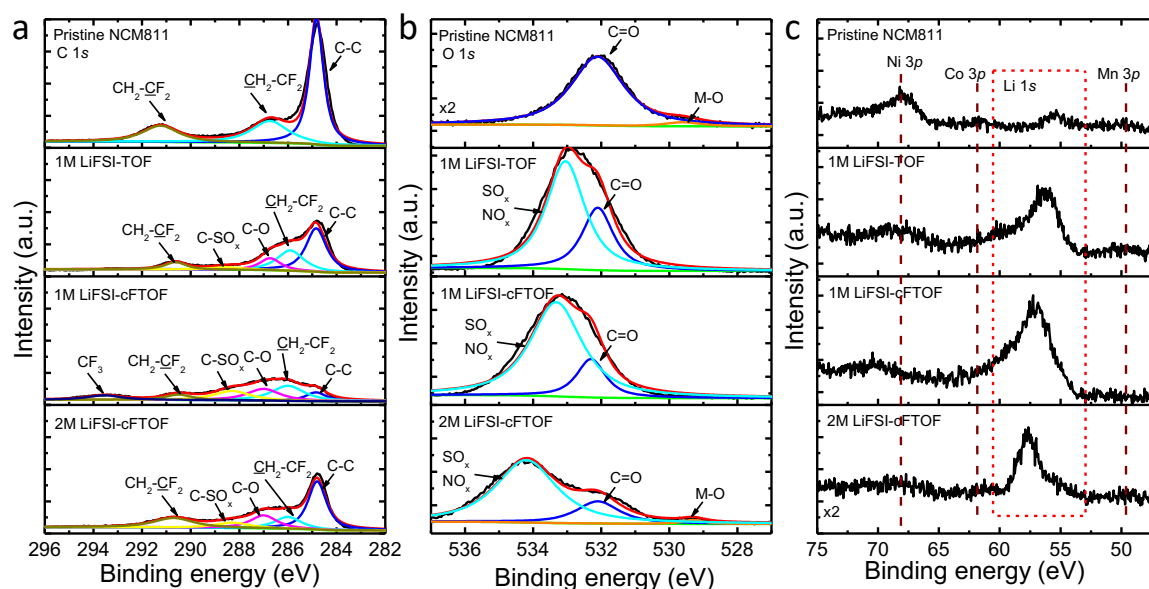 a
Pristine NCM811
C 1s
C-C
CH2-CF2
CH2-CF2
1M LiFSI-TOF
CH2-CF2
C-SOx
C-O
CH2-CF2
C-C
1M LiFSI-cFTOF
CF3
CH2-CF2
C-SOx
C-O
CH2-CF2
C-C
2M LiFSI-cFTOF
CH2-CF2
C-SOx
C-O
CH2-CF2
C-C
296 294 292 290 288 286 284 282
Binding energy (eV)
Intensity (a.u.)
b
Pristine NCM811
O 1s
C=O
x2
M-O
1M LiFSI-TOF
SOx
NOx
C=O
1M LiFSI-cFTOF
SOx
NOx
C=O
2M LiFSI-cFTOF
SOx
NOx
C=O
M-O
536 534 532 530 528
Binding energy (eV)
Intensity (a.u.)
c
Pristine NCM811
Ni 3p
Co 3p
Li 1s
Mn 3p
1M LiFSI-TOF
1M LiFSI-cFTOF
2M LiFSI-cFTOF
x2
75 70 65 60 55 50
Binding energy (eV)
Intensity (a.u.)